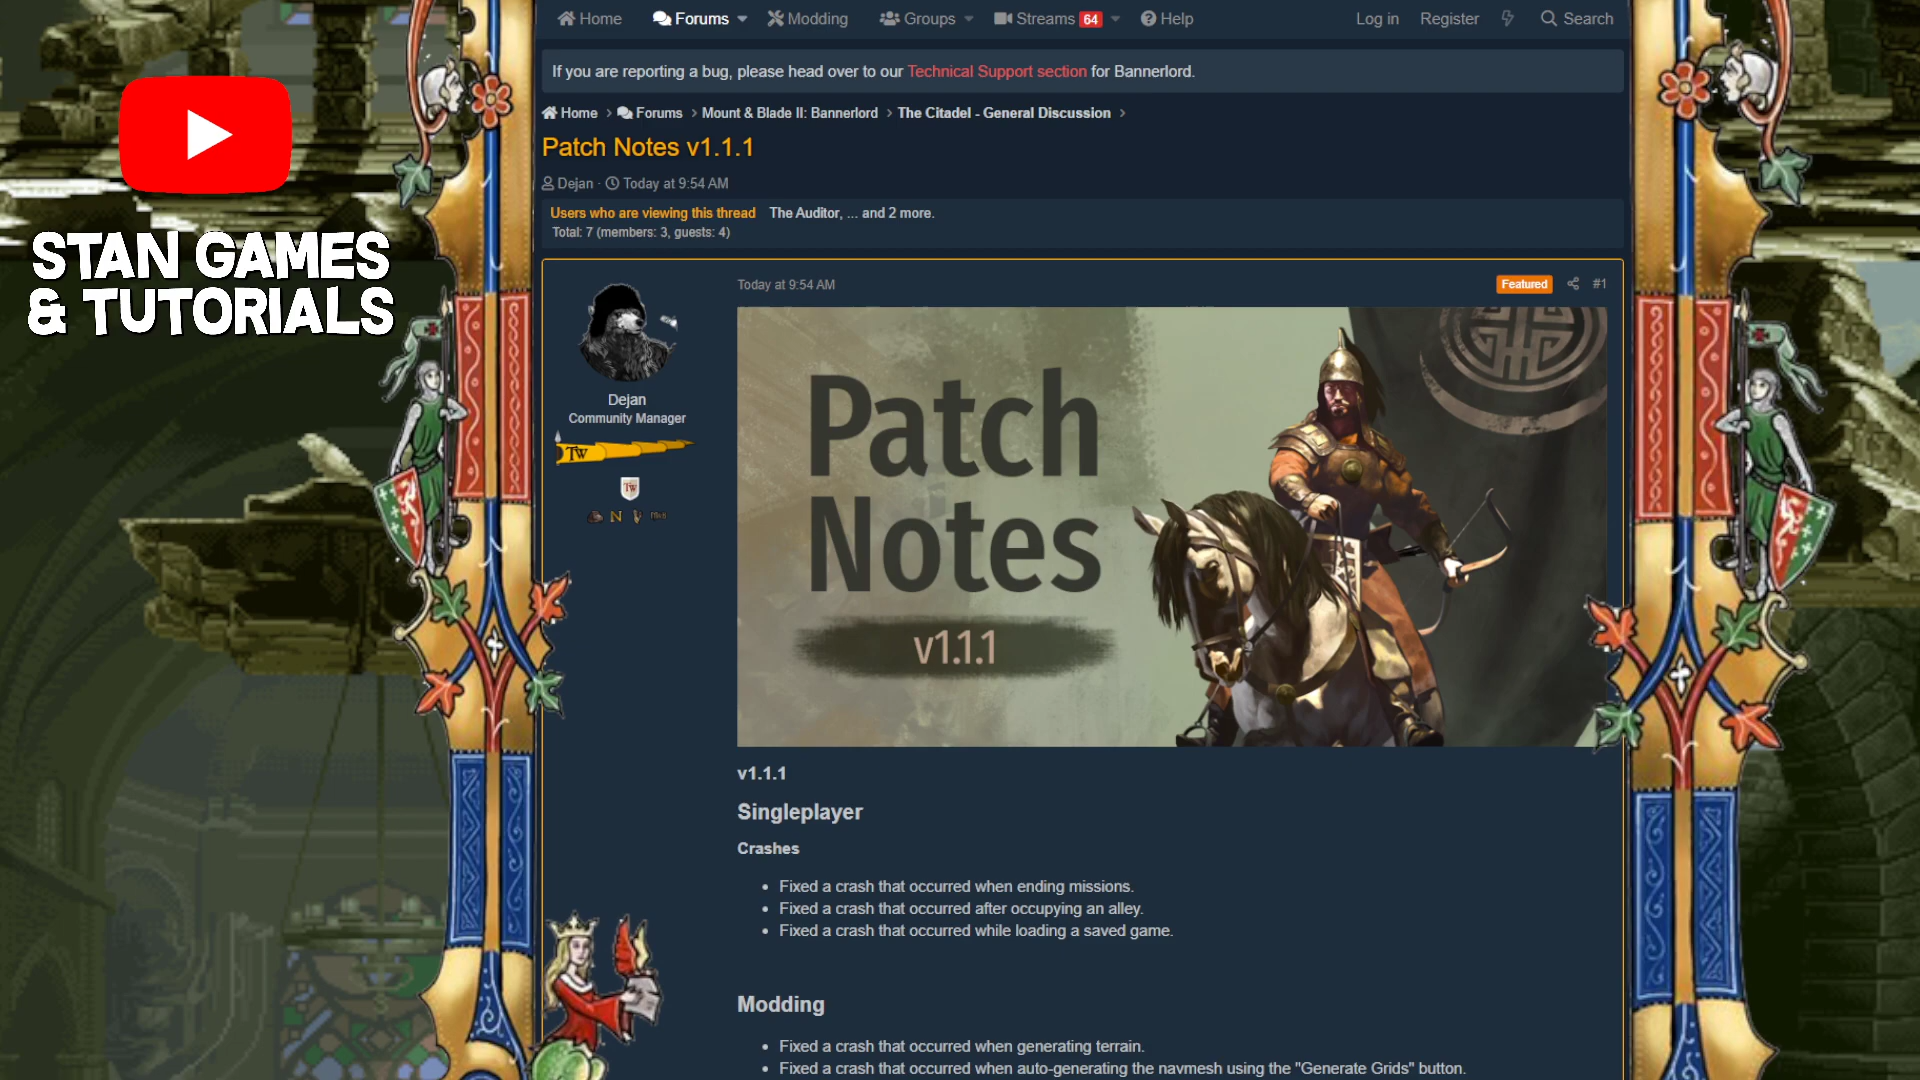 Home Forums Modding Groups Streams 64 Help Log in Register Search
If you are reporting a bug, please head over to our Technical Support section for Bannerlord.
Home Forums Mount & Blade II: Bannerlord The Citadel - General Discussion
Patch Notes v1.1.1
Dejan · Today at 9:54 AM
Users who are viewing this thread The Auditor, ... and 2 more.
Total: 7 (members: 3, guests: 4)
STAN GAMES
& TUTORIALS
Today at 9:54 AM Featured #1
Dejan
Community Manager
TW
TW
N
Patch
Notes
v1.1.1
v1.1.1
Singleplayer
Crashes
• Fixed a crash that occurred when ending missions.
• Fixed a crash that occurred after occupying an alley.
• Fixed a crash that occurred while loading a saved game.
Modding
• Fixed a crash that occurred when generating terrain.
• Fixed a crash that occurred when auto-generating the navmesh using the "Generate Grids" button.